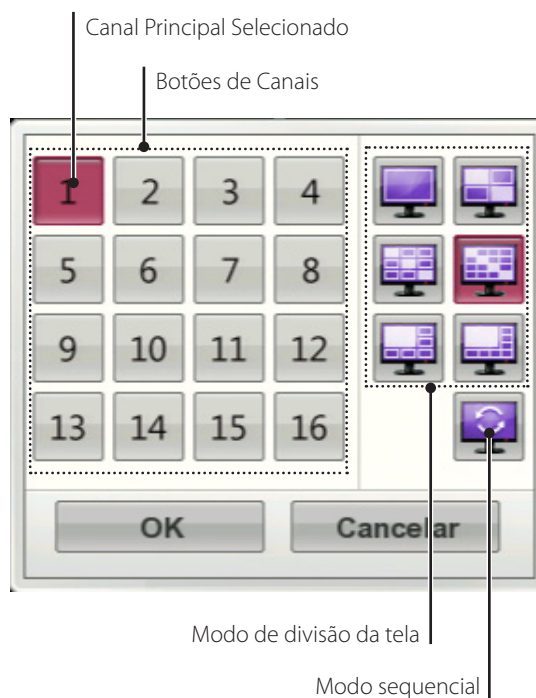 Canal Principal Selecionado
Botões de Canais
1 2 3 4
5 6 7 8
9 10 11 12
13 14 15 16
OK Cancelar
Modo de divisão da tela
Modo sequencial